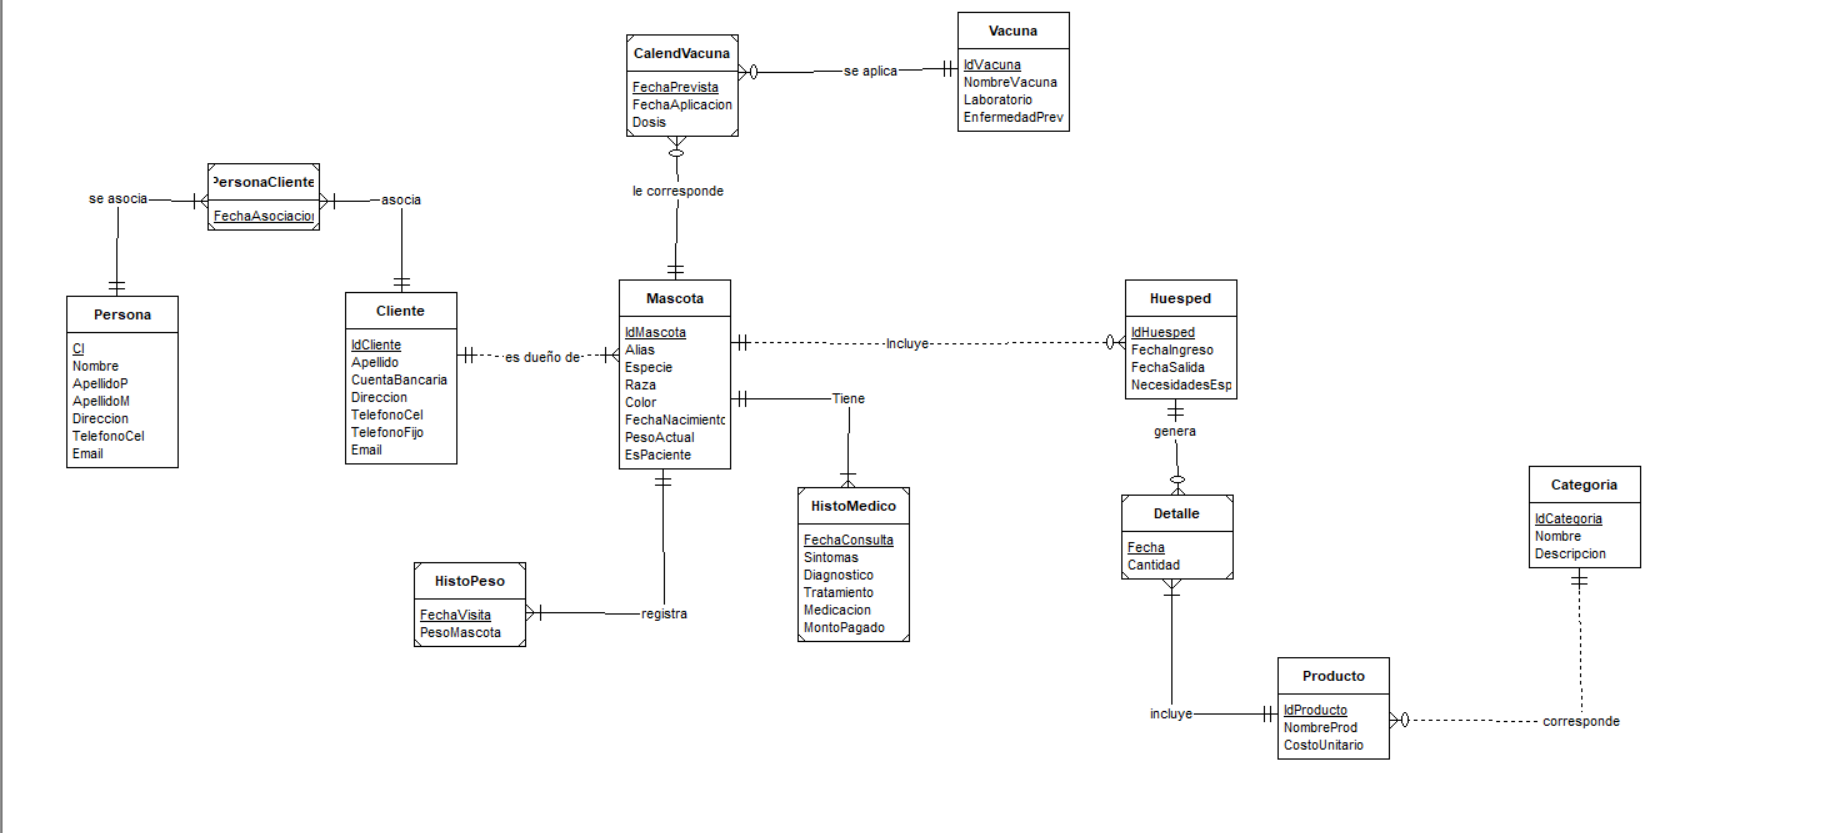 Vacuna
IdVacuna
NombreVacuna
Laboratorio
EnfermedadPrev
CalendVacuna
FechaPrevista
FechaAplicacion
Dosis
se aplica
le corresponde
PersonaCliente
FechaAsociacion
se asocia
asocia
Persona
CI
Nombre
ApellidoP
ApellidoM
Direccion
TelefonoCel
Email
Cliente
IdCliente
Apellido
CuentaBancaria
Direccion
TelefonoCel
TelefonoFijo
Email
es dueño de
Mascota
IdMascota
Alias
Especie
Raza
Color
FechaNacimiento
PesoActual
EsPaciente
Incluye
Huesped
IdHuesped
FechaIngreso
FechaSalida
NecesidadesEsp
Tiene
genera
HistoMedico
FechaConsulta
Sintomas
Diagnostico
Tratamiento
Medicacion
MontoPagado
HistoPeso
FechaVisita
PesoMascota
registra
Detalle
Fecha
Cantidad
Categoria
IdCategoria
Nombre
Descripcion
incluye
Producto
IdProducto
NombreProd
CostoUnitario
corresponde